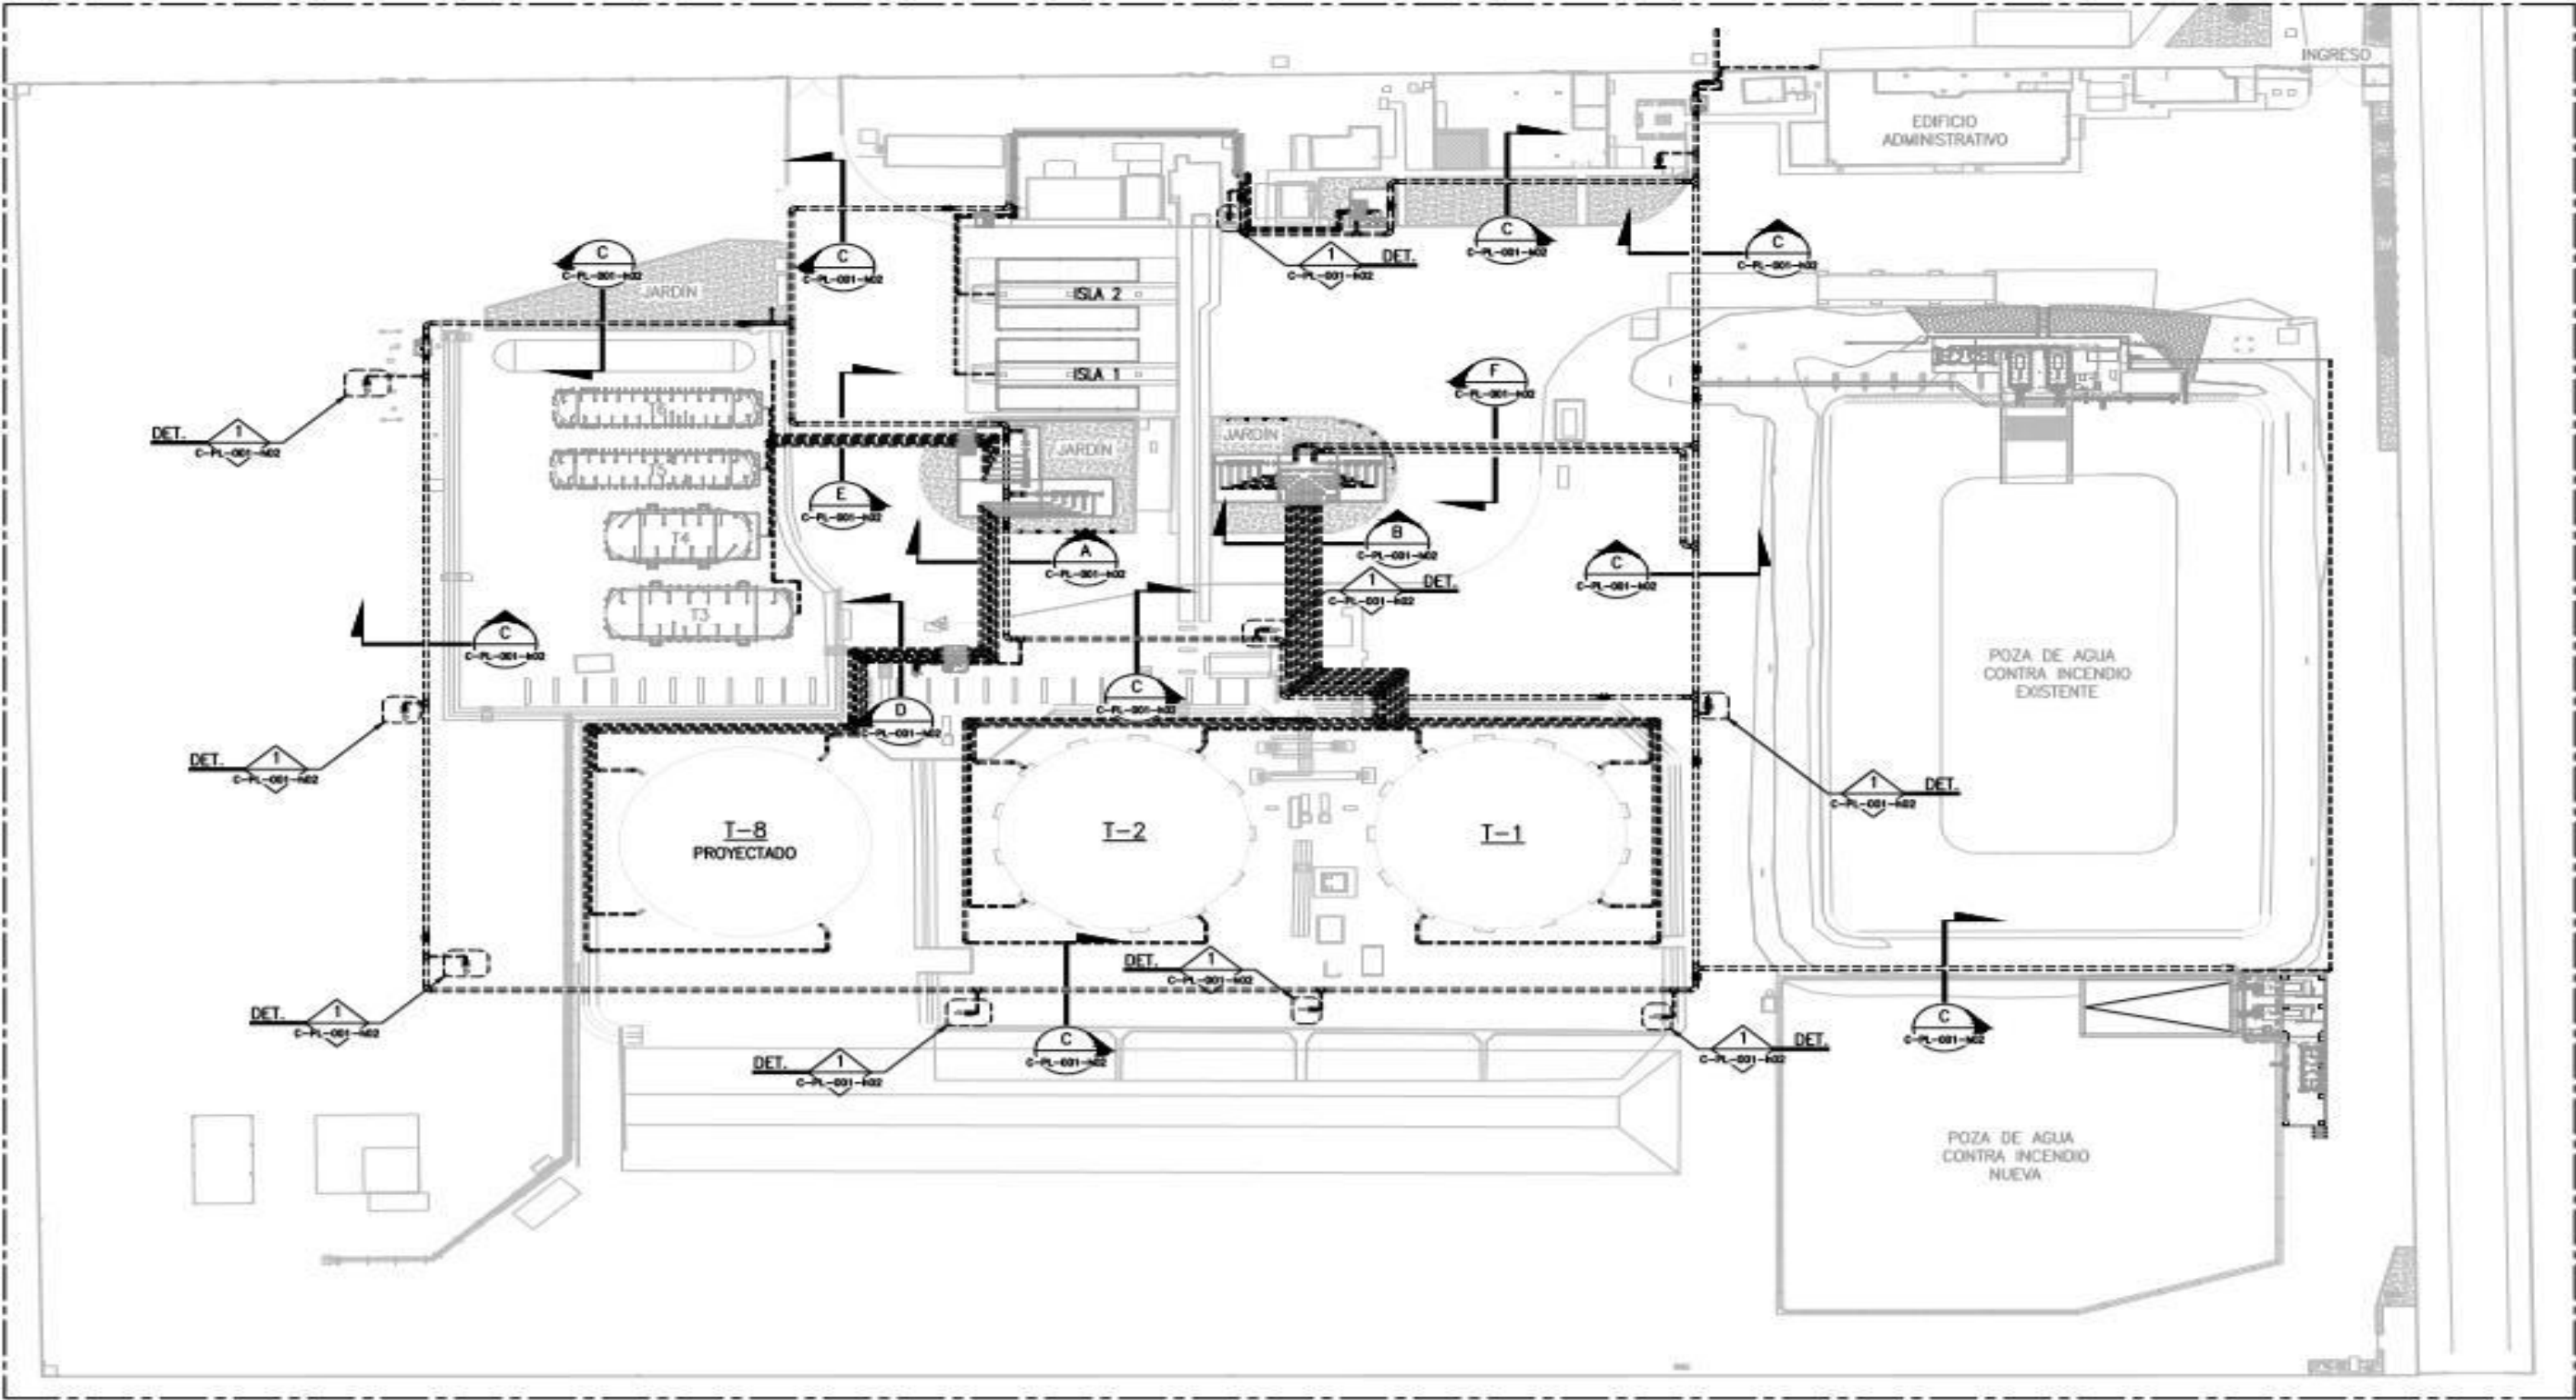 INGRESO
EDIFICIO
ADMINISTRATIVO
C
C-PL-001-h02
JARDÍN
C
C-PL-001-h02
1
DET.
C-PL-001-h02
C
C-PL-001-h02
C
C-PL-001-h02
ISLA 2
ISLA 1
F
C-PL-001-h02
T6
T5
T4
T3
DET.
1
C-PL-001-h02
JARDÍN
JARDÍN
E
C-PL-001-h02
A
C-PL-001-h02
B
C-PL-001-h02
1
DET.
C-PL-001-h02
C
C-PL-001-h02
C
C-PL-001-h02
C
C-PL-001-h02
D
C-PL-001-h02
POZA DE AGUA
CONTRA INCENDIO
EXISTENTE
DET.
1
C-PL-001-h02
1
DET.
C-PL-001-h02
T-8
PROYECTADO
T-2
T-1
DET.
1
C-PL-001-h02
DET.
1
C-PL-001-h02
DET.
1
C-PL-001-h02
C
C-PL-001-h02
1
DET.
C-PL-001-h02
C
C-PL-001-h02
POZA DE AGUA
CONTRA INCENDIO
NUEVA